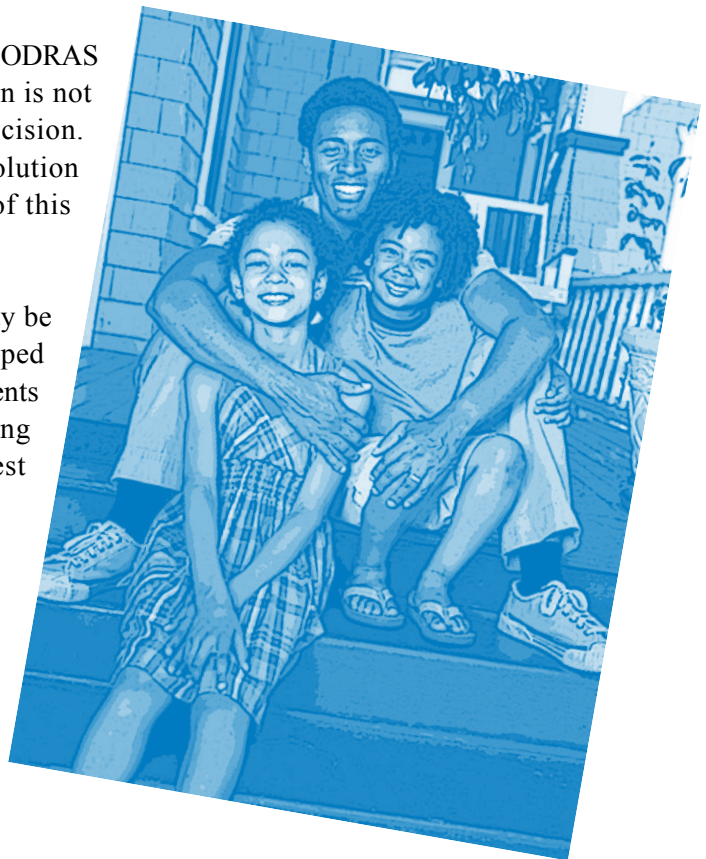 ODRAS
n is not
cision.
olution
of this
y be
ped
ents
ng
est